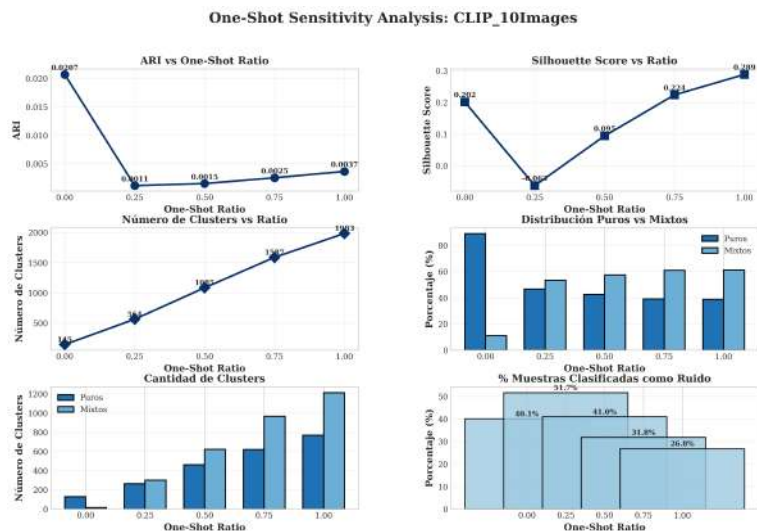 One-Shot Sensitivity Analysis: CLIP_10Images
ARI vs One-Shot Ratio
0.0207
0.020
0.015
0.010
0.005
ARI
0.0011
0.0015
0.0025
0.0037
0.00 0.25 0.50 0.75 1.00
One-Shot Ratio
Silhouette Score vs Ratio
0.3
0.2
0.1
0.0
Silhouette Score
0.202
0.095
0.224
0.289
0.00 0.25 0.50 0.75 1.00
One-Shot Ratio
Número de Clusters vs Ratio
2000
1500
1000
500
Número de Clusters
0.00 0.25 0.50 0.75 1.00
One-Shot Ratio
Distribución Puros vs Mixtos
Puros
Mixtos
80
60
40
20
0
Porcentaje (%)
0.00 0.25 0.50 0.75 1.00
One-Shot Ratio
Cantidad de Clusters
Puros
Mixtos
1200
1000
800
600
400
200
0
Número de Clusters
0.00 0.25 0.50 0.75 1.00
One-Shot Ratio
% Muestras Clasificadas como Ruido
50
40
30
20
10
0
Porcentaje (%)
40.1%
51.7%
41.0%
31.8%
26.8%
0.00 0.25 0.50 0.75 1.00
One-Shot Ratio